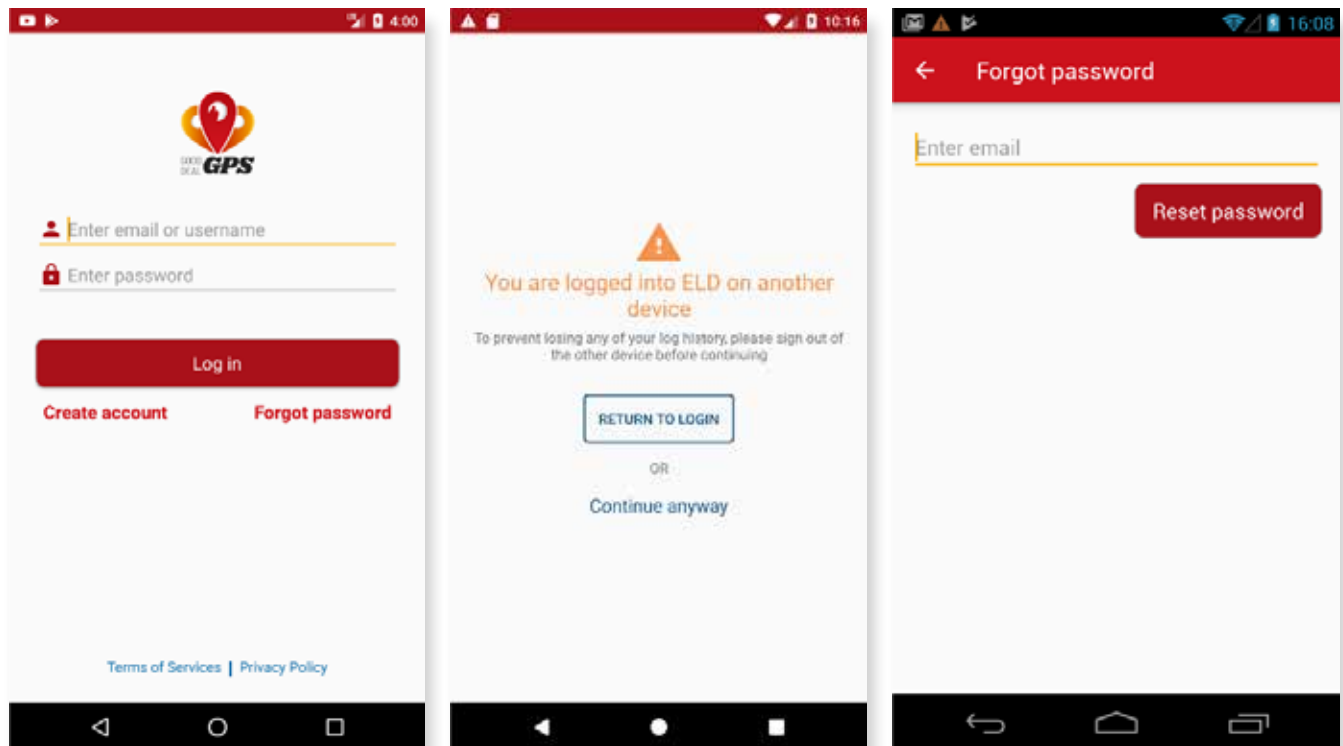 4:00
GOOD
DEAL GPS
Enter email or username
Enter password
Log in
Create account
Forgot password
Terms of Services | Privacy Policy
10:16
You are logged into ELD on another
device
To prevent losing any of your log history, please sign out of
the other device before continuing
RETURN TO LOGIN
OR
Continue anyway
16:08
Forgot password
Enter email
Reset password